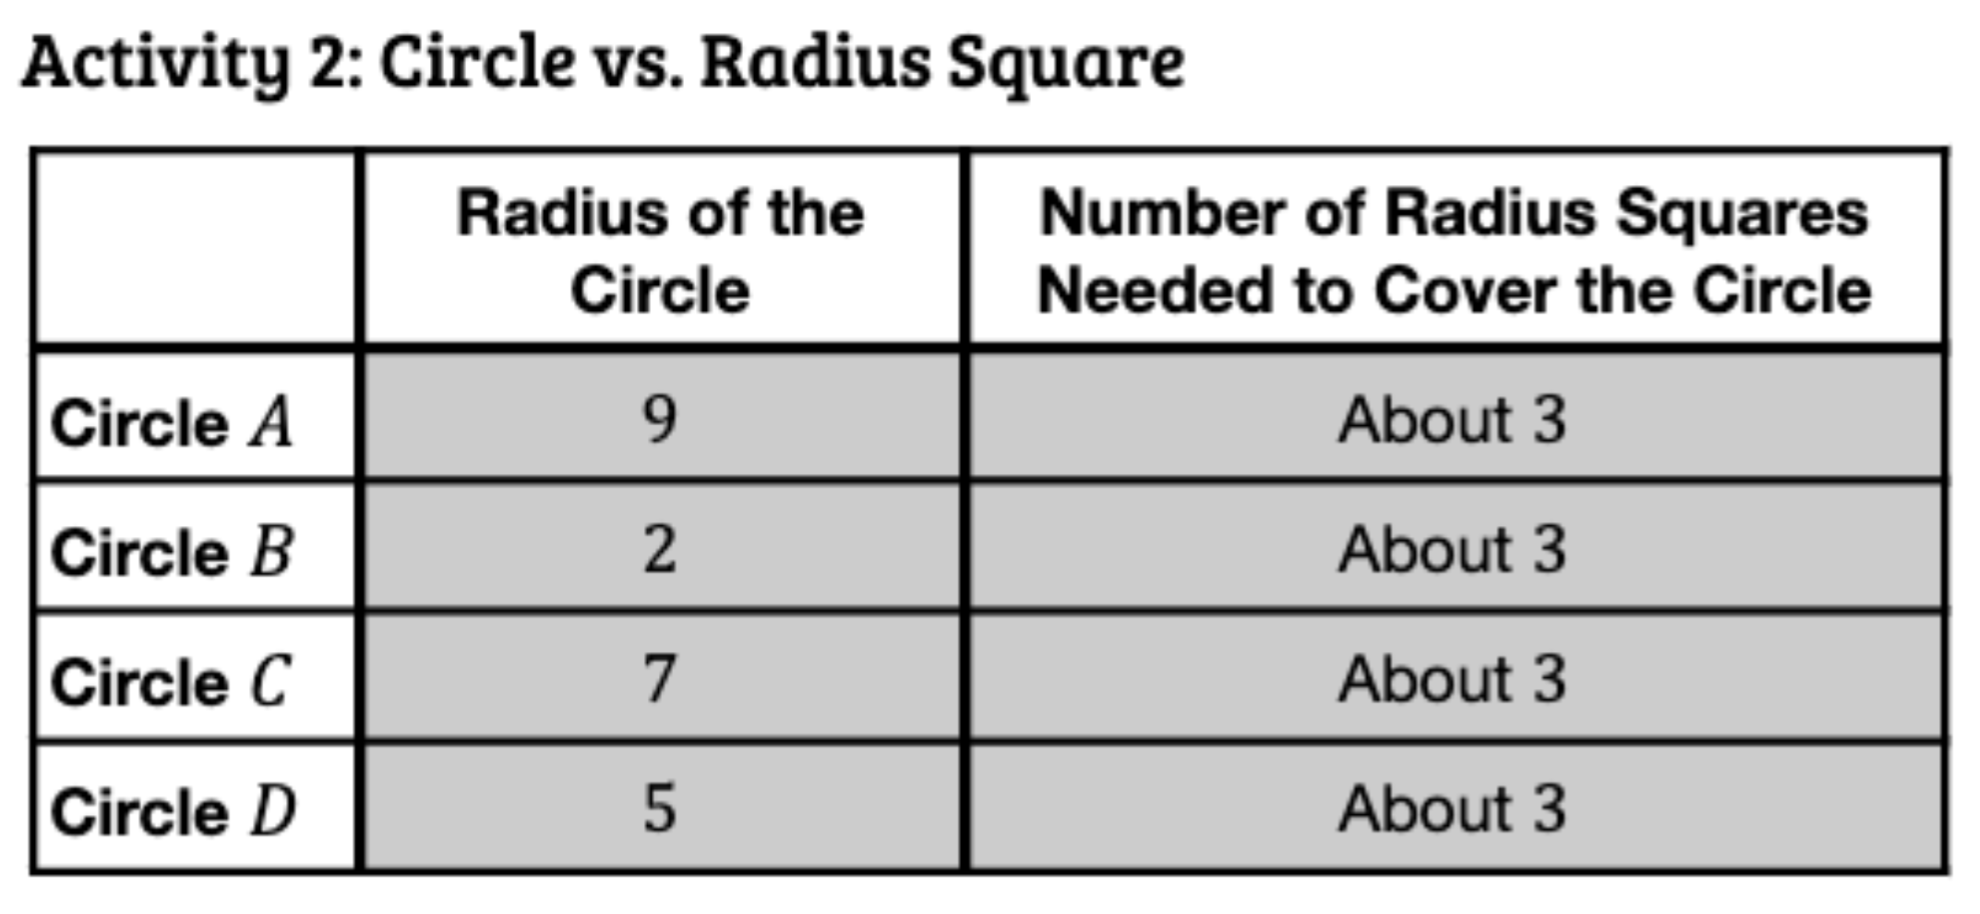 Activity 2: Circle vs. Radius Square
Radius of the
Circle
Number of Radius Squares
Needed to Cover the Circle
Circle A 9 About 3
Circle B 2 About 3
Circle C 7 About 3
Circle D 5 About 3